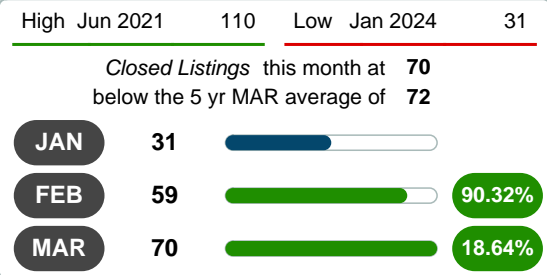 High Jun 2021 110 Low Jan 2024 31
Closed Listings this month at 70
below the 5 yr MAR average of 72
JAN 31
FEB 59 90.32%
MAR 70 18.64%